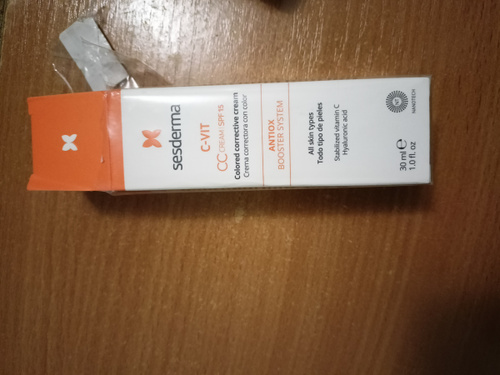 sesderma
C-VIT
CC CREAM SPF 15
Colored corrective cream
Crema correctora con color
ANTIOX
BOOSTER SYSTEM
All skin types
Todo tipo de pieles
Stabilized vitamin C
Hyaluronic acid
NANOTECH
30 ml ℮
1.0 fl. oz